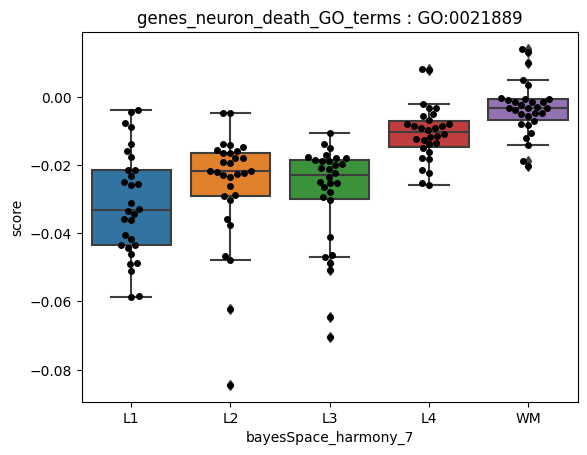 genes_neuron_death_GO_terms : GO:0021889
score
0.00
−0.02
−0.04
−0.06
−0.08
L1 L2 L3 L4 WM
bayesSpace_harmony_7